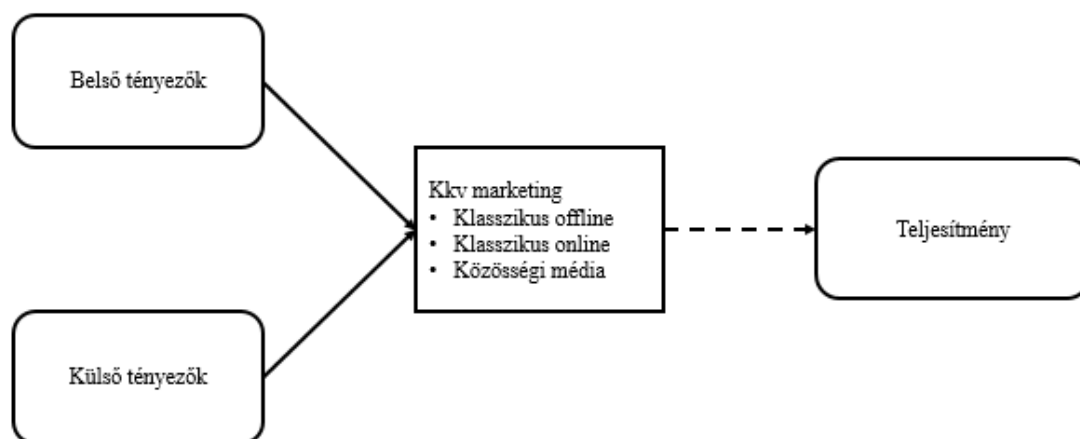 Belső tényezők
Kkv marketing
• Klasszikus offline
• Klasszikus online
• Közösségi média
Teljesítmény
Külső tényezők